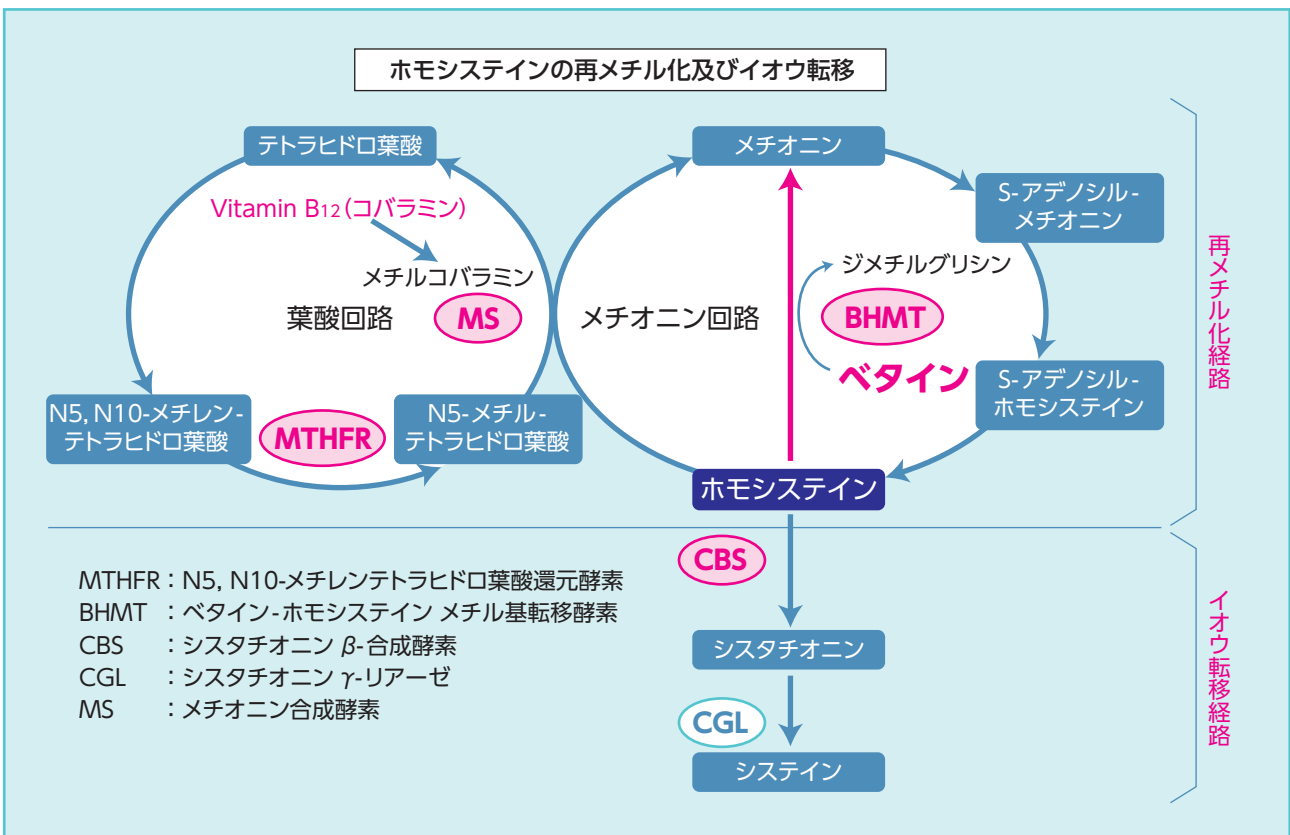 ホモシステインの再メチル化及びイオウ転移
テトラヒドロ葉酸
メチオニン
Vitamin B12(コバラミン)
S-アデノシル-
メチオニン
メチルコバラミン
ジメチルグリシン
葉酸回路
MS
メチオニン回路
BHMT
ベタイン
N5, N10-メチレン-
テトラヒドロ葉酸
MTHFR
N5-メチル-
テトラヒドロ葉酸
S-アデノシル-
ホモシステイン
ホモシステイン
再メチル化経路
CBS
シスタチオニン
CGL
システイン
イオウ転移経路
MTHFR：N5, N10-メチレンテトラヒドロ葉酸還元酵素
BHMT ：ベタイン-ホモシステイン メチル基転移酵素
CBS ：シスタチオニン β-合成酵素
CGL ：シスタチオニン γ-リアーゼ
MS ：メチオニン合成酵素